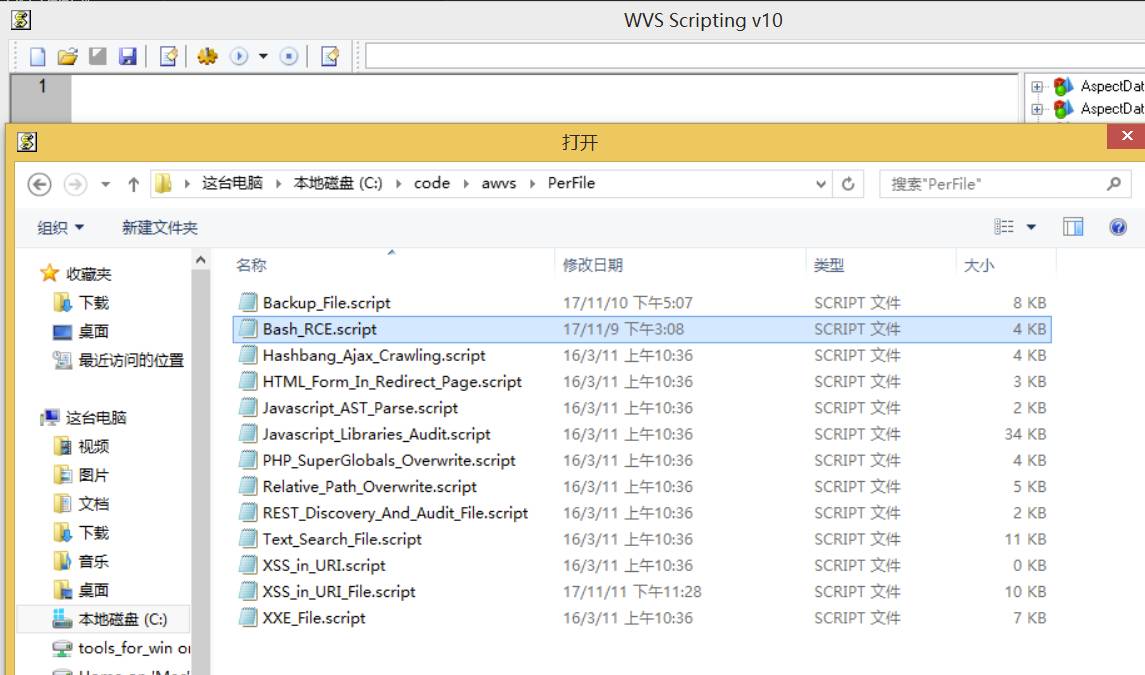 WVS Scripting v10
1
AspectDat
AspectDat
打开
这台电脑 本地磁盘 (C:) code awvs PerFile
搜索"PerFile"
组织 新建文件夹
名称 修改日期 类型 大小
收藏夹
下载
桌面
最近访问的位置
这台电脑
视频
图片
文档
下载
音乐
桌面
本地磁盘 (C:)
tools_for_win or
Backup_File.script 17/11/10 下午5:07 SCRIPT 文件 8 KB
Bash_RCE.script 17/11/9 下午3:08 SCRIPT 文件 4 KB
Hashbang_Ajax_Crawling.script 16/3/11 上午10:36 SCRIPT 文件 4 KB
HTML_Form_In_Redirect_Page.script 16/3/11 上午10:36 SCRIPT 文件 3 KB
Javascript_AST_Parse.script 16/3/11 上午10:36 SCRIPT 文件 2 KB
Javascript_Libraries_Audit.script 16/3/11 上午10:36 SCRIPT 文件 34 KB
PHP_SuperGlobals_Overwrite.script 16/3/11 上午10:36 SCRIPT 文件 4 KB
Relative_Path_Overwrite.script 16/3/11 上午10:36 SCRIPT 文件 5 KB
REST_Discovery_And_Audit_File.script 16/3/11 上午10:36 SCRIPT 文件 2 KB
Text_Search_File.script 16/3/11 上午10:36 SCRIPT 文件 11 KB
XSS_in_URI.script 16/3/11 上午10:36 SCRIPT 文件 0 KB
XSS_in_URI_File.script 17/11/11 下午11:28 SCRIPT 文件 10 KB
XXE_File.script 16/3/11 上午10:36 SCRIPT 文件 7 KB